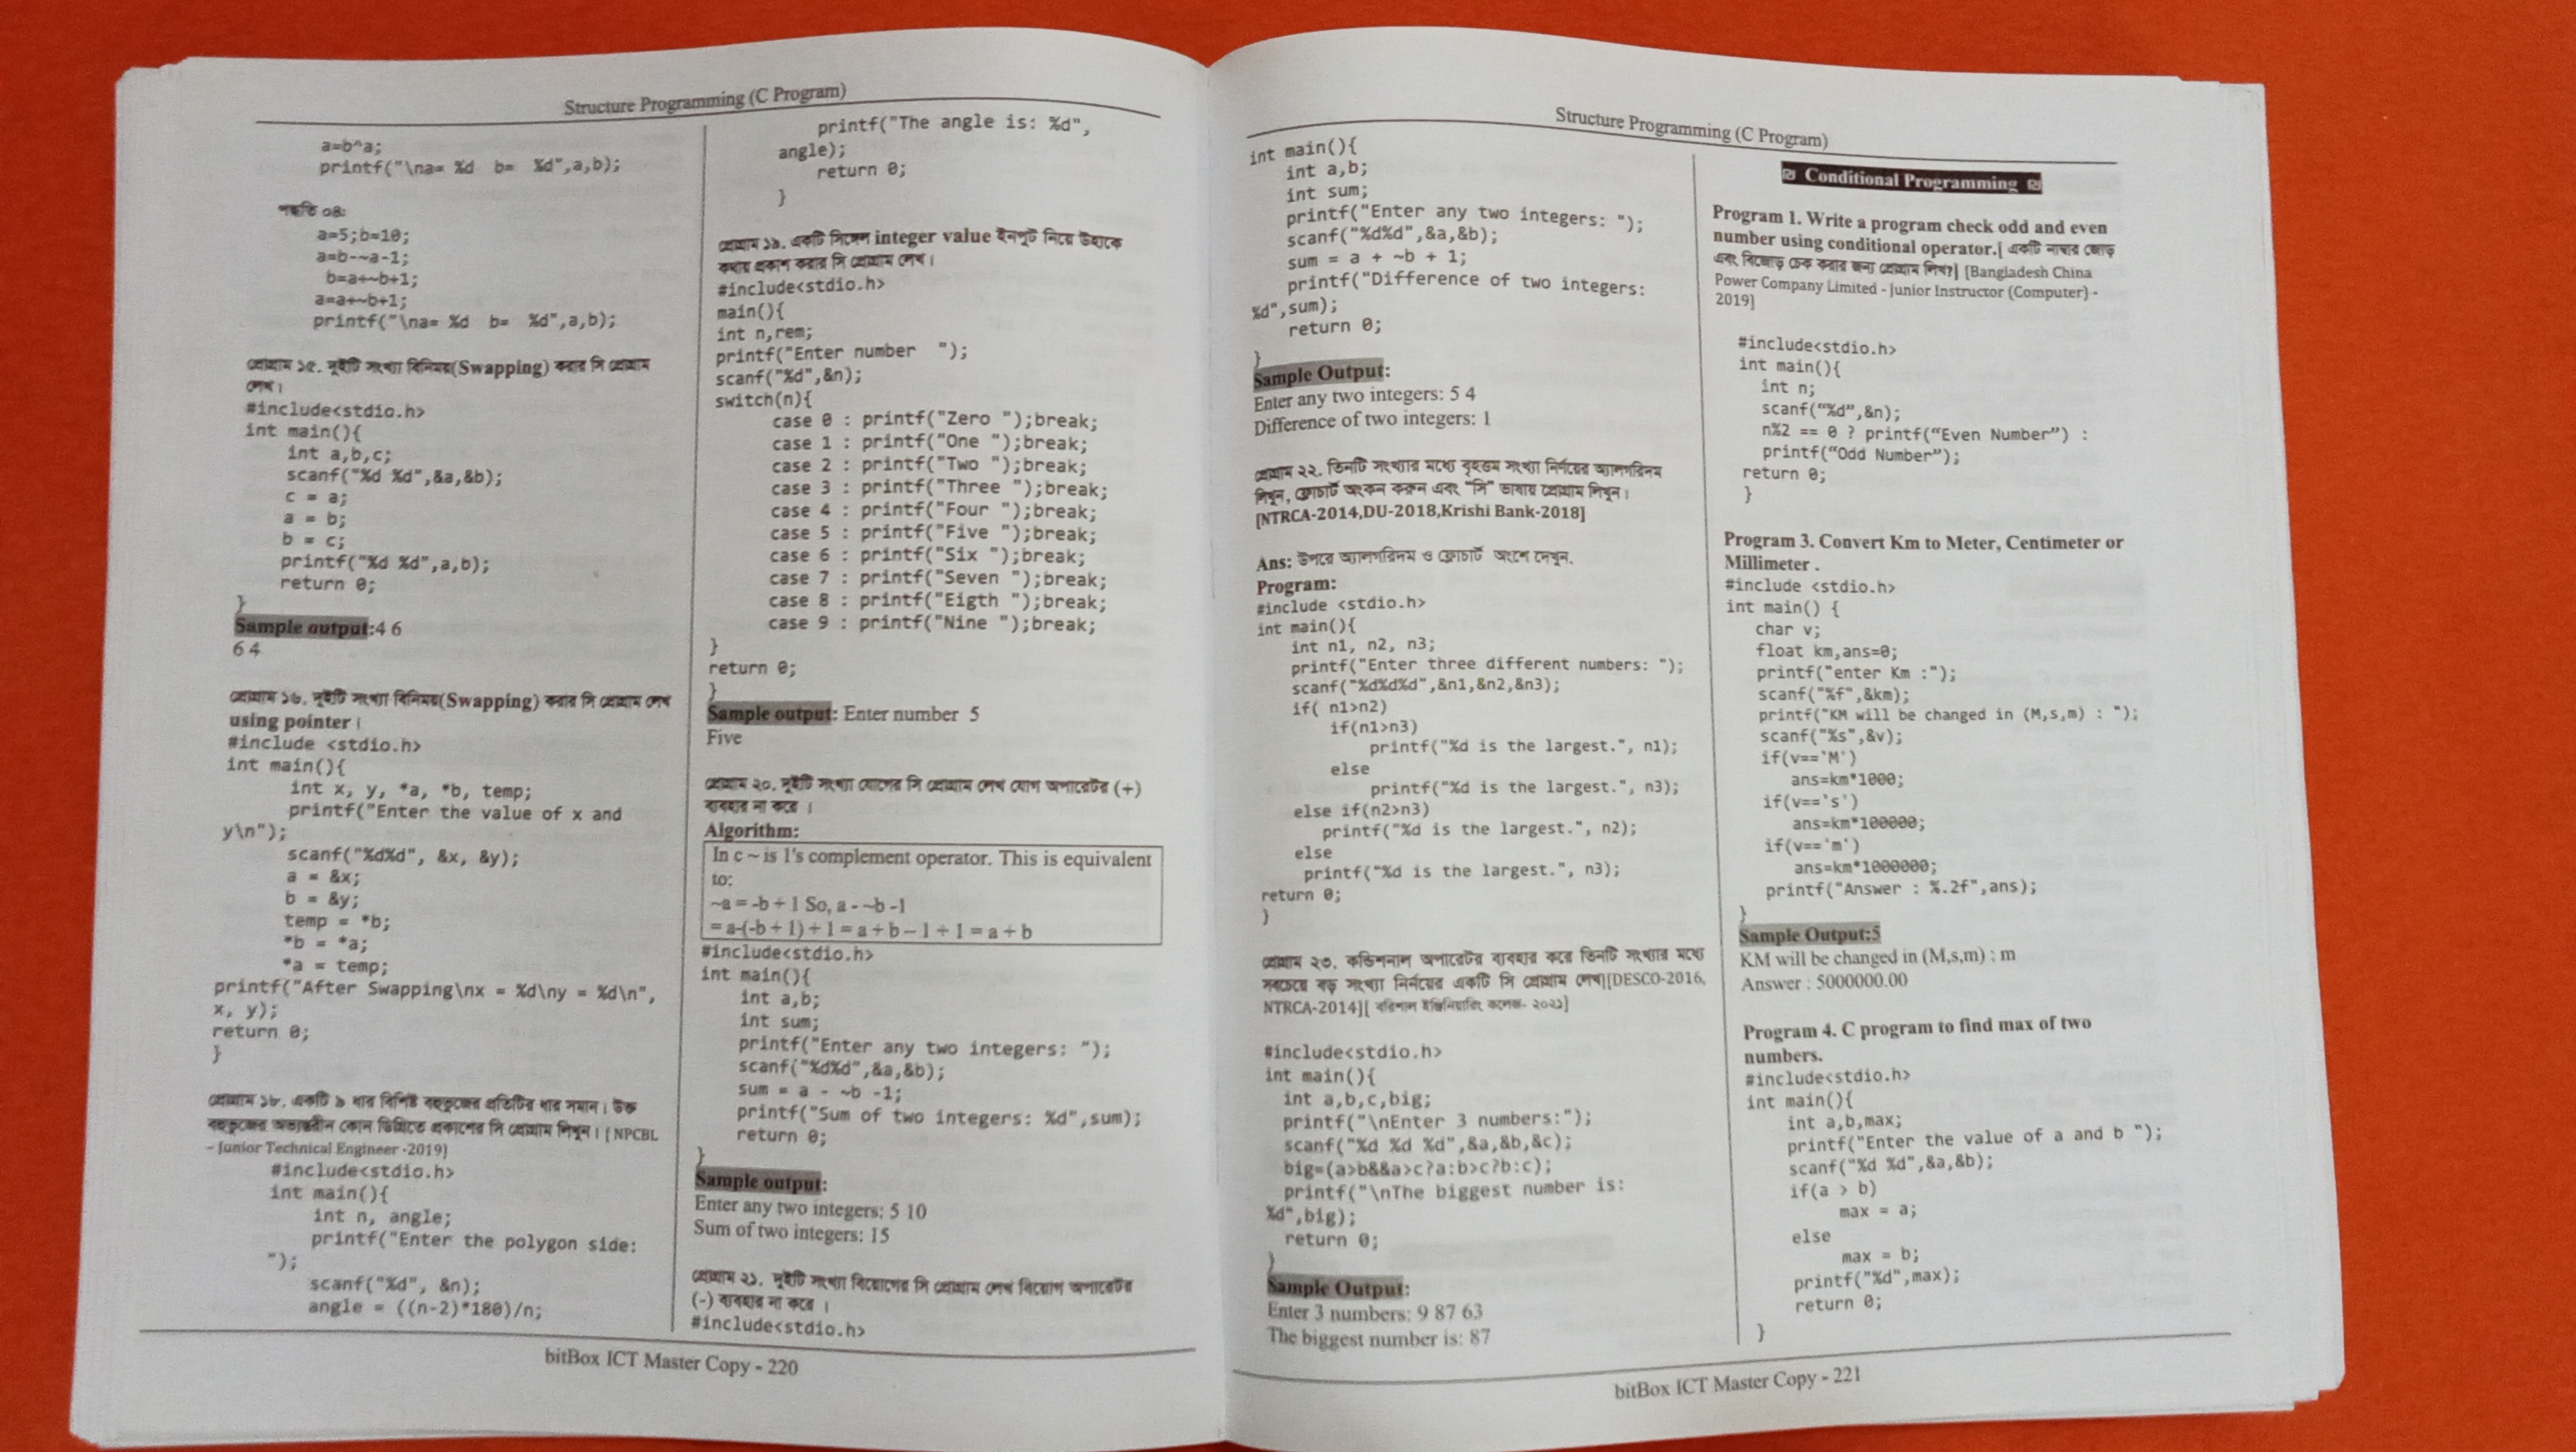 Structure Programming (C Program)
a=b^a;
printf("\na= %d  b=  %d",a,b);
পদ্ধতি ০৪:
a=5;b=10;
a=b-~a-1;
b=a+~b+1;
a=a+~b+1;
printf("\na= %d  b=  %d",a,b);
প্রোগ্রাম ১৫. দুইটি সংখ্যা বিনিময়(Swapping) করার সি প্রোগ্রাম
লেখ।
#include<stdio.h>
int main(){
int a,b,c;
scanf("%d %d",&a,&b);
c = a;
a = b;
b = c;
printf("%d %d",a,b);
return 0;
}
Sample output:4 6
6 4
প্রোগ্রাম ১৬. দুইটি সংখ্যা বিনিময়(Swapping) করার সি প্রোগ্রাম লেখ
using pointer।
#include <stdio.h>
int main(){
int x, y, *a, *b, temp;
printf("Enter the value of x and
y\n");
scanf("%d%d", &x, &y);
a = &x;
b = &y;
temp = *b;
*b = *a;
*a = temp;
printf("After Swapping\nx = %d\ny = %d\n",
x, y);
return 0;
}
প্রোগ্রাম ১৮. একটি ৯ ধার বিশিষ্ট বহুভুজের প্রতিটির ধার সমান। উক্ত
বহুভুজের অভ্যন্তরীন কোন ডিগ্রিতে প্রকাশের সি প্রোগ্রাম লিখুন। [ NPCBL
– Junior Technical Engineer -2019]
#include<stdio.h>
int main(){
int n, angle;
printf("Enter the polygon side:
");
scanf("%d", &n);
angle = ((n-2)*180)/n;
printf("The angle is: %d",
angle);
return 0;
}
প্রোগ্রাম ১৯. একটি সিঙ্গেল integer value ইনপুট নিয়ে উহাকে
কথায় প্রকাশ করার সি প্রোগ্রাম লেখ।
#include<stdio.h>
main(){
int n,rem;
printf("Enter number  ");
scanf("%d",&n);
switch(n){
case 0 : printf("Zero ");break;
case 1 : printf("One ");break;
case 2 : printf("Two ");break;
case 3 : printf("Three ");break;
case 4 : printf("Four ");break;
case 5 : printf("Five ");break;
case 6 : printf("Six ");break;
case 7 : printf("Seven ");break;
case 8 : printf("Eigth ");break;
case 9 : printf("Nine ");break;
}
return 0;
}
Sample output: Enter number  5
Five
প্রোগ্রাম ২০. দুইটি সংখ্যা যোগের সি প্রোগ্রাম লেখ যোগ অপারেটর (+)
ব্যবহার না করে ।
Algorithm:
In c ~ is 1's complement operator. This is equivalent
to:
~a = -b + 1 So, a - ~b -1
= a-(-b + 1) + 1 = a + b – 1 + 1 = a + b
#include<stdio.h>
int main(){
int a,b;
int sum;
printf("Enter any two integers: ");
scanf("%d%d",&a,&b);
sum = a - ~b -1;
printf("Sum of two integers: %d",sum);
return 0;
}
Sample output:
Enter any two integers: 5 10
Sum of two integers: 15
প্রোগ্রাম ২১. দুইটি সংখ্যা বিয়োগের সি প্রোগ্রাম লেখ বিয়োগ অপারেটর
(-) ব্যবহার না করে ।
#include<stdio.h>
bitBox ICT Master Copy - 220
Structure Programming (C Program)
int main(){
int a,b;
int sum;
printf("Enter any two integers: ");
scanf("%d%d",&a,&b);
sum = a + ~b + 1;
printf("Difference of two integers:
%d",sum);
return 0;
}
Sample Output:
Enter any two integers: 5 4
Difference of two integers: 1
প্রোগ্রাম ২২. তিনটি সংখ্যার মধ্যে বৃহত্তম সংখ্যা নির্ণয়ের অ্যালগরিদম
লিখুন, ফ্লোচার্ট অংকন করুন এবং "সি" ভাষায় প্রোগ্রাম লিখুন।
[NTRCA-2014,DU-2018,Krishi Bank-2018]
Ans: উপরে অ্যালগরিদম ও ফ্লোচার্ট অংশে দেখুন.
Program:
#include <stdio.h>
int main(){
int n1, n2, n3;
printf("Enter three different numbers: ");
scanf("%d%d%d",&n1,&n2,&n3);
if( n1>n2)
if(n1>n3)
printf("%d is the largest.", n1);
else
printf("%d is the largest.", n3);
else if(n2>n3)
printf("%d is the largest.", n2);
else
printf("%d is the largest.", n3);
return 0;
}
প্রোগ্রাম ২৩. কন্ডিশনাল অপারেটর ব্যবহার করে তিনটি সংখ্যার মধ্যে
সবচেয়ে বড় সংখ্যা নির্ণয়ের একটি সি প্রোগ্রাম লেখ][DESCO-2016,
NTRCA-2014][ বরিশাল ইঞ্জিনিয়ারিং কলেজ- ২০২১]
#include<stdio.h>
int main(){
int a,b,c,big;
printf("\nEnter 3 numbers:");
scanf("%d %d %d",&a,&b,&c);
big=(a>b&&a>c?a:b>c?b:c);
printf("\nThe biggest number is:
%d",big);
return 0;
}
Sample Output:
Enter 3 numbers: 9 87 63
The biggest number is: 87
Conditional Programming
Program 1. Write a program check odd and even
number using conditional operator.[ একটি নাম্বার জোড়
এবং বিজোড় চেক করার জন্য প্রোগ্রাম লিখ?] [Bangladesh China
Power Company Limited - Junior Instructor (Computer) -
2019]
#include<stdio.h>
int main(){
int n;
scanf(“%d”,&n);
n%2 == 0 ? printf(“Even Number”) :
printf(“Odd Number”);
return 0;
}
Program 3. Convert Km to Meter, Centimeter or
Millimeter .
#include <stdio.h>
int main() {
char v;
float km,ans=0;
printf("enter Km :");
scanf("%f",&km);
printf("KM will be changed in (M,s,m) : ");
scanf("%s",&v);
if(v=='M')
ans=km*1000;
if(v=='s')
ans=km*100000;
if(v=='m')
ans=km*1000000;
printf("Answer : %.2f",ans);
}
Sample Output:5
KM will be changed in (M,s,m) : m
Answer : 5000000.00
Program 4. C program to find max of two
numbers.
#include<stdio.h>
int main(){
int a,b,max;
printf("Enter the value of a and b ");
scanf("%d %d",&a,&b);
if(a > b)
max = a;
else
max = b;
printf("%d",max);
return 0;
}
bitBox ICT Master Copy - 221